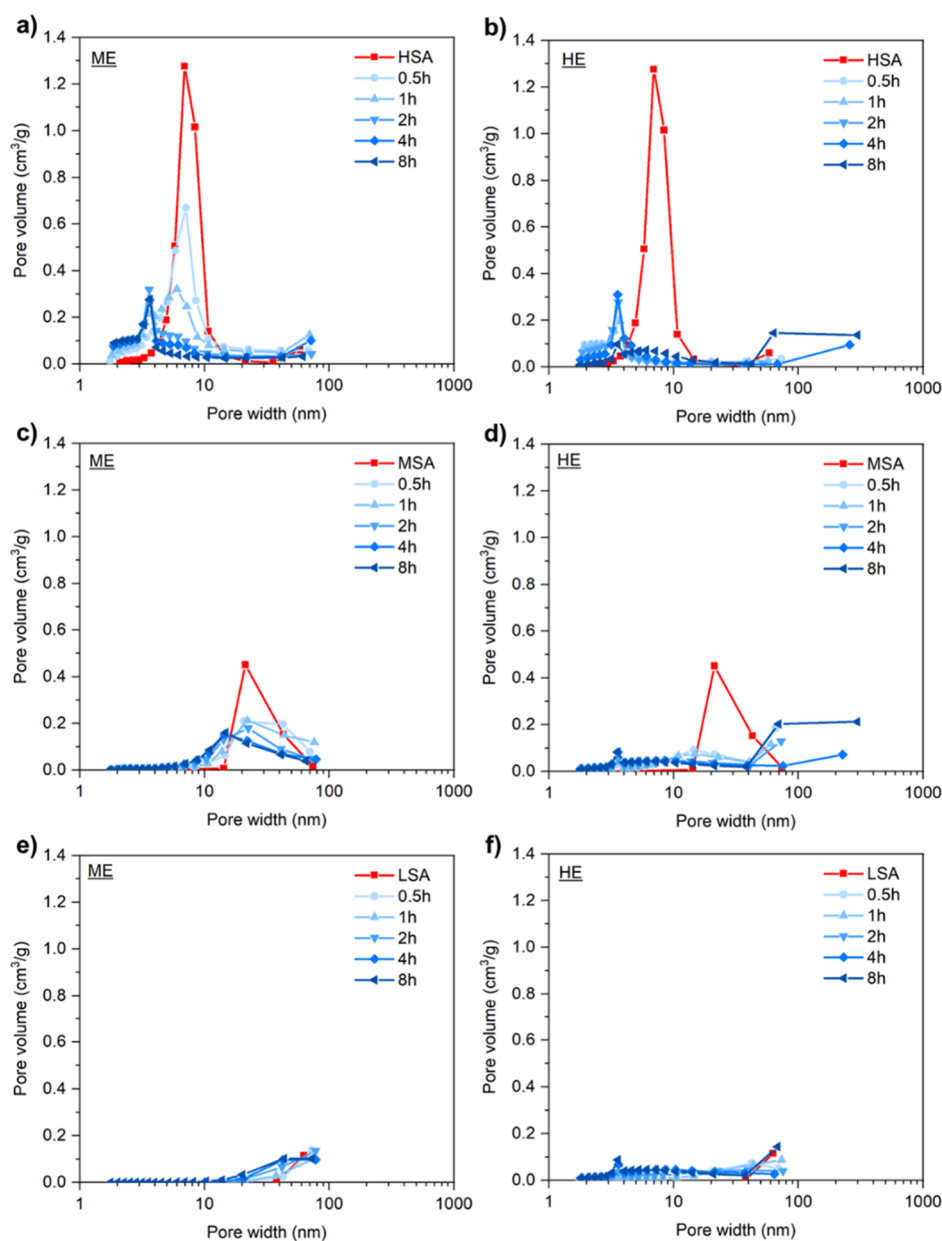 a)
ME
HSA
0.5h
1h
2h
4h
8h
1.4
1.2
1.0
0.8
0.6
0.4
0.2
0.0
Pore volume (cm³/g)
1 10 100 1000
Pore width (nm)
b)
HE
HSA
0.5h
1h
2h
4h
8h
1.4
1.2
1.0
0.8
0.6
0.4
0.2
0.0
Pore volume (cm³/g)
1 10 100 1000
Pore width (nm)
c)
ME
MSA
0.5h
1h
2h
4h
8h
1.4
1.2
1.0
0.8
0.6
0.4
0.2
0.0
Pore volume (cm³/g)
1 10 100 1000
Pore width (nm)
d)
HE
MSA
0.5h
1h
2h
4h
8h
1.4
1.2
1.0
0.8
0.6
0.4
0.2
0.0
Pore volume (cm³/g)
1 10 100 1000
Pore width (nm)
e)
ME
LSA
0.5h
1h
2h
4h
8h
1.4
1.2
1.0
0.8
0.6
0.4
0.2
0.0
Pore volume (cm³/g)
1 10 100 1000
Pore width (nm)
f)
HE
LSA
0.5h
1h
2h
4h
8h
1.4
1.2
1.0
0.8
0.6
0.4
0.2
0.0
Pore volume (cm³/g)
1 10 100 1000
Pore width (nm)